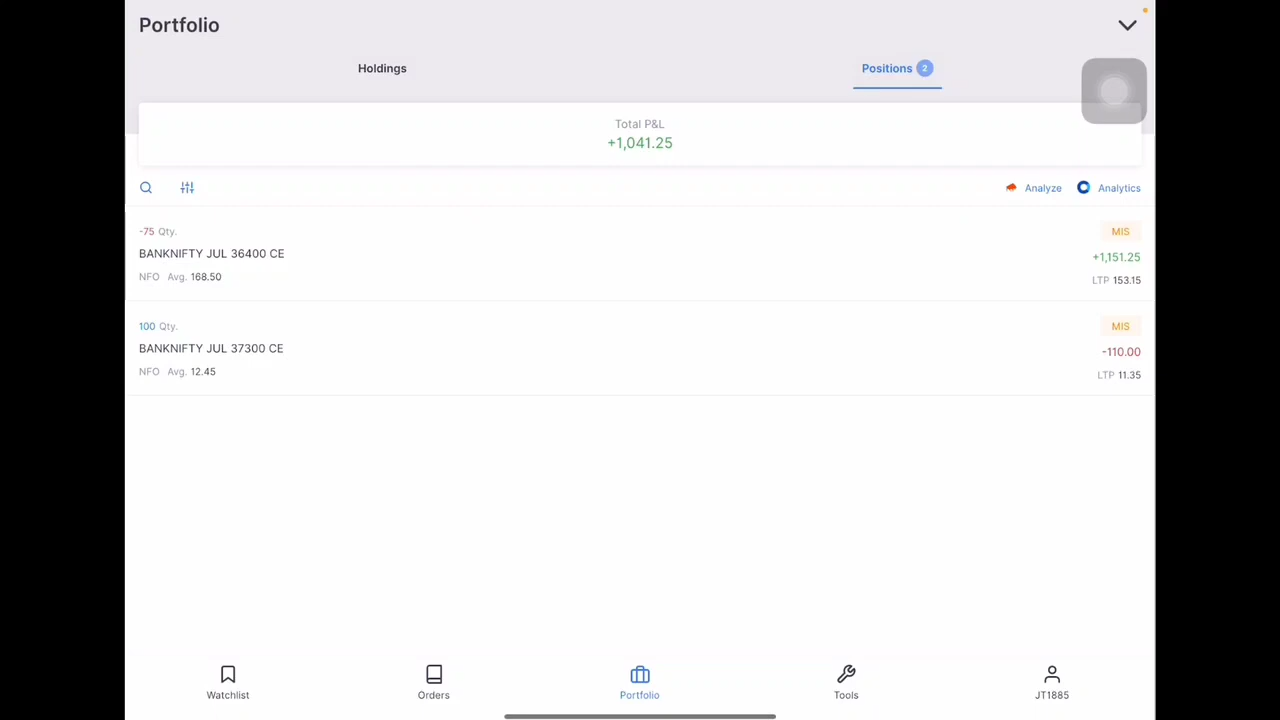 Portfolio
Holdings
Positions 2
Total P&L
+1,041.25
Analyze
Analytics
-75 Qty.
MIS
BANKNIFTY JUL 36400 CE
+1,151.25
NFO Avg. 168.50
LTP 153.15
100 Qty.
MIS
BANKNIFTY JUL 37300 CE
-110.00
NFO Avg. 12.45
LTP 11.35
Watchlist
Orders
Portfolio
Tools
JT1885